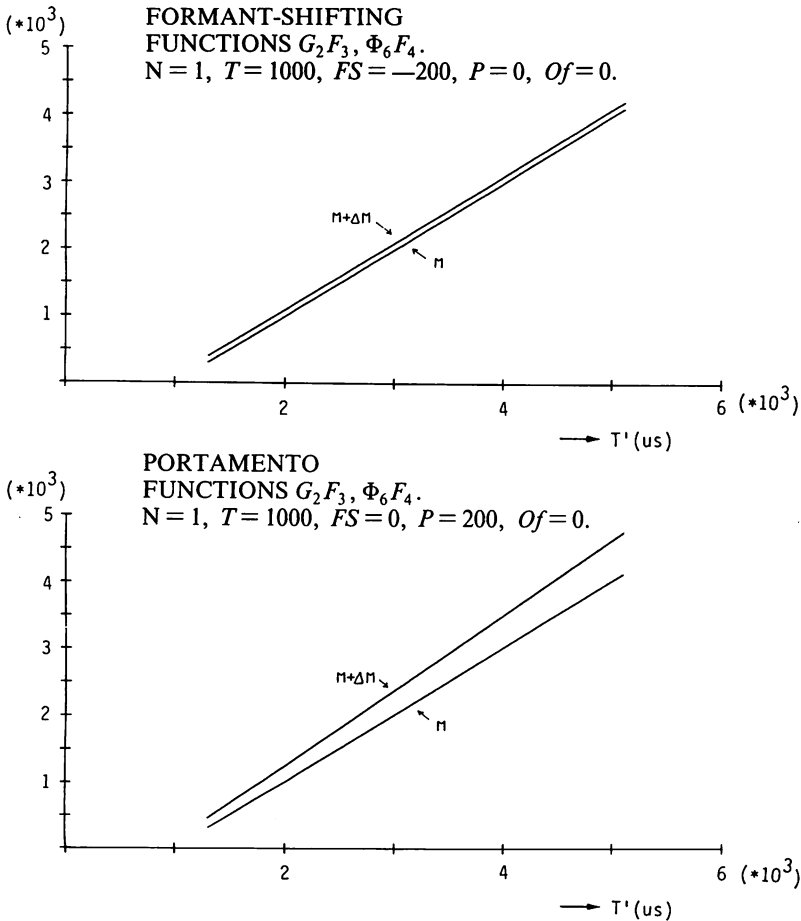 FORMANT-SHIFTING
FUNCTIONS G₂F₃, Φ₆F₄.
N = 1, T = 1000, FS = —200, P = 0, Of = 0.
(*10³)
5
4
3
2
1
M+ΔM
M
2
4
6 (*10³)
→ T'(us)
PORTAMENTO
FUNCTIONS G₂F₃, Φ₆F₄.
N = 1, T = 1000, FS = 0, P = 200, Of = 0.
(*10³)
5
4
3
2
1
M+ΔM
M
2
4
6 (*10³)
→ T'(us)